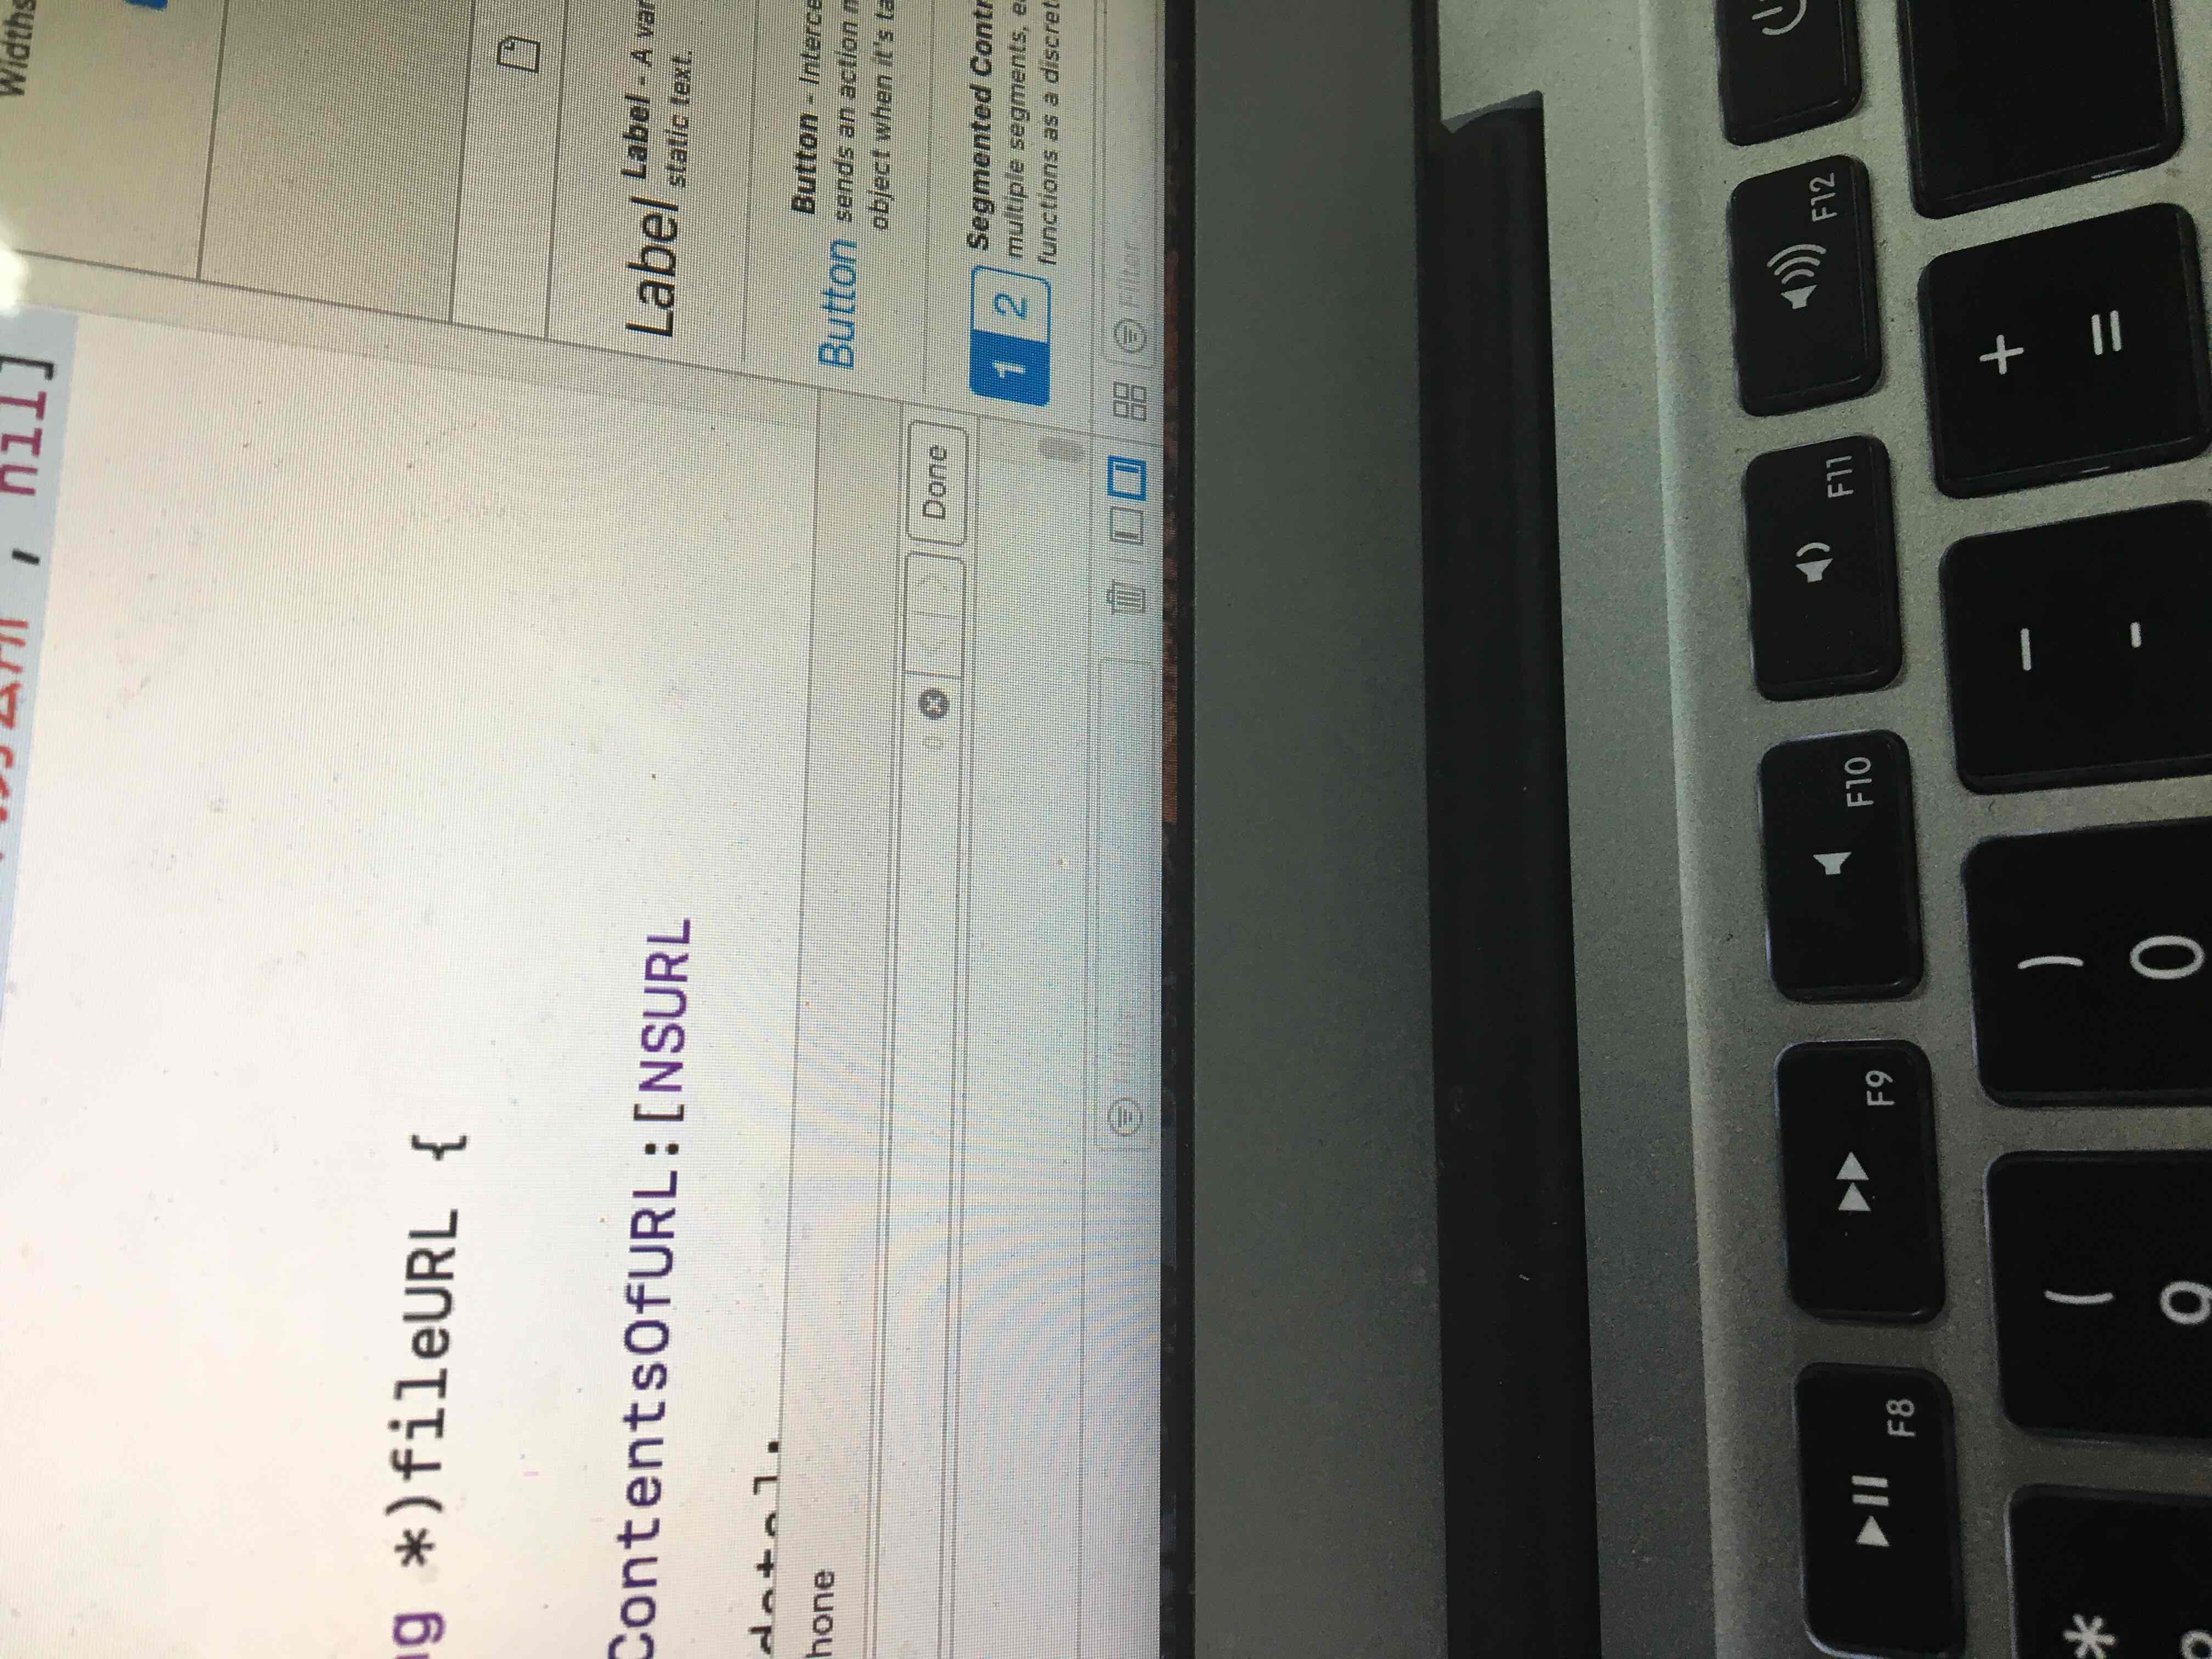 , nil]
Widths
*)fileURL {
ContentsOfURL:[NSURL
hone
Done
Label
Label - A var
static text.
Button
Button - Interce
sends an action m
object when it's ta
1 2
Segmented Contr
multiple segments, ea
functions as a discret
Filter
Filter
F8
F9
F10
F11
F12
*
(
9
)
0
—
-
+
=